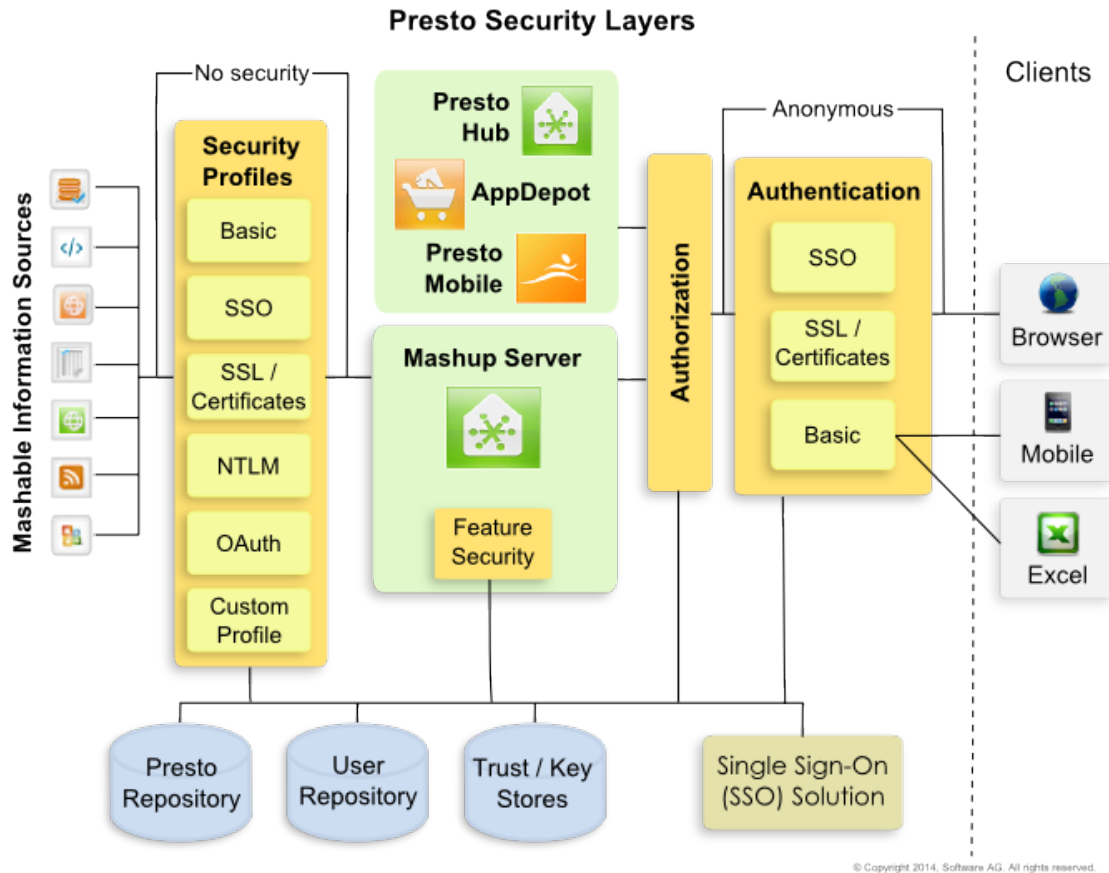 Presto Security Layers
No security
Clients
Presto
Hub
AppDepot
Presto
Mobile
Anonymous
Security
Profiles
Basic
SSO
SSL /
Certificates
NTLM
OAuth
Custom
Profile
Mashable Information Sources
</>
Mashup Server
Feature
Security
Authorization
Authentication
SSO
SSL /
Certificates
Basic
Browser
Mobile
Excel
Presto
Repository
User
Repository
Trust / Key
Stores
Single Sign-On
(SSO) Solution
© Copyright 2014, Software AG. All rights reserved.